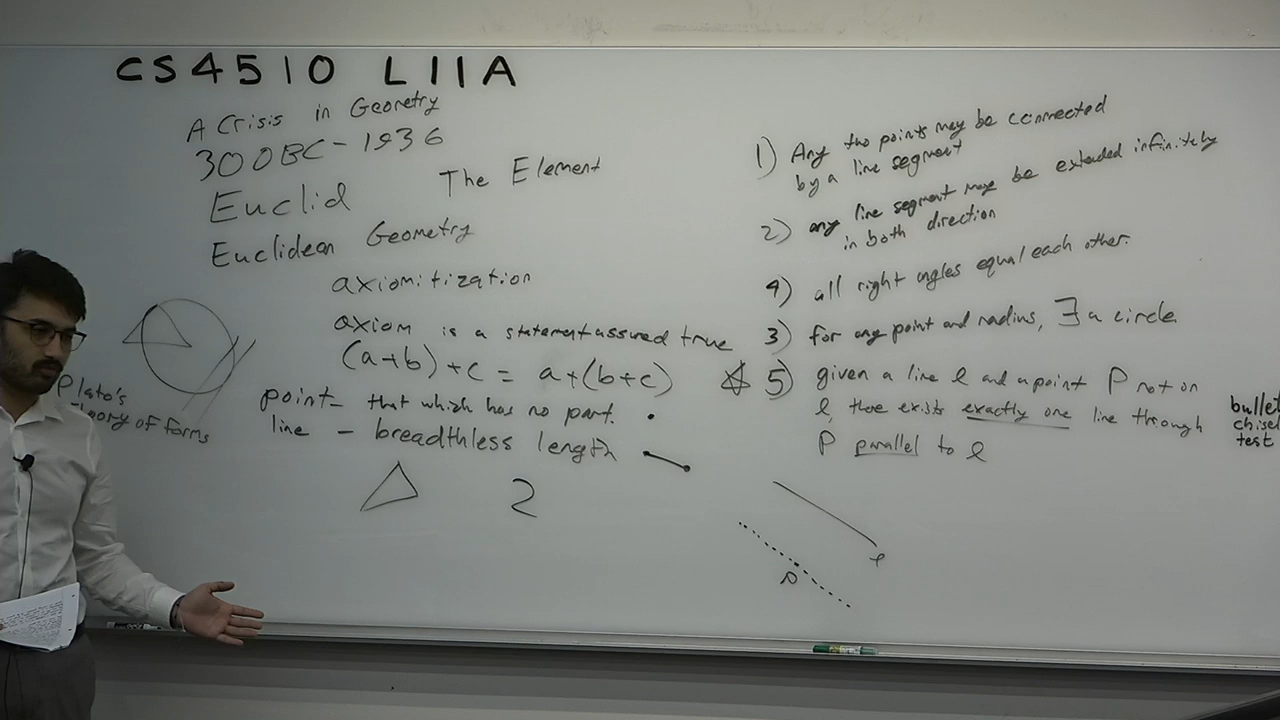 CS4510 L11A
A Crisis in Geometry
300BC - 1936
Euclid The Element
Euclidean Geometry
axiomitization
axiom is a statement assured true
(a+b)+c = a+(b+c)
point - that which has no part.
line - breadthless length
2
Plato's
theory of forms
1) Any two points may be connected
by a line segment
2) any line segment may be extended infinitely
in both direction
4) all right angles equal each other.
3) for any point and radius, ∃ a circle
5) given a line l and a point P not on
l, there exists exactly one line through
P parallel to l
bullet
chisel
test
l
P